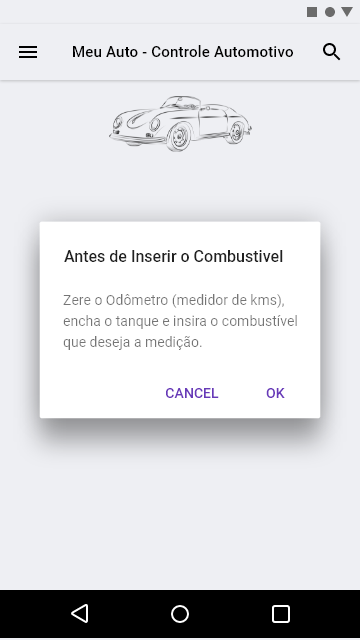 Meu Auto - Controle Automotivo
Antes de Inserir o Combustivel
Zere o Odômetro (medidor de kms),
encha o tanque e insira o combustível
que deseja a medição.
CANCEL OK